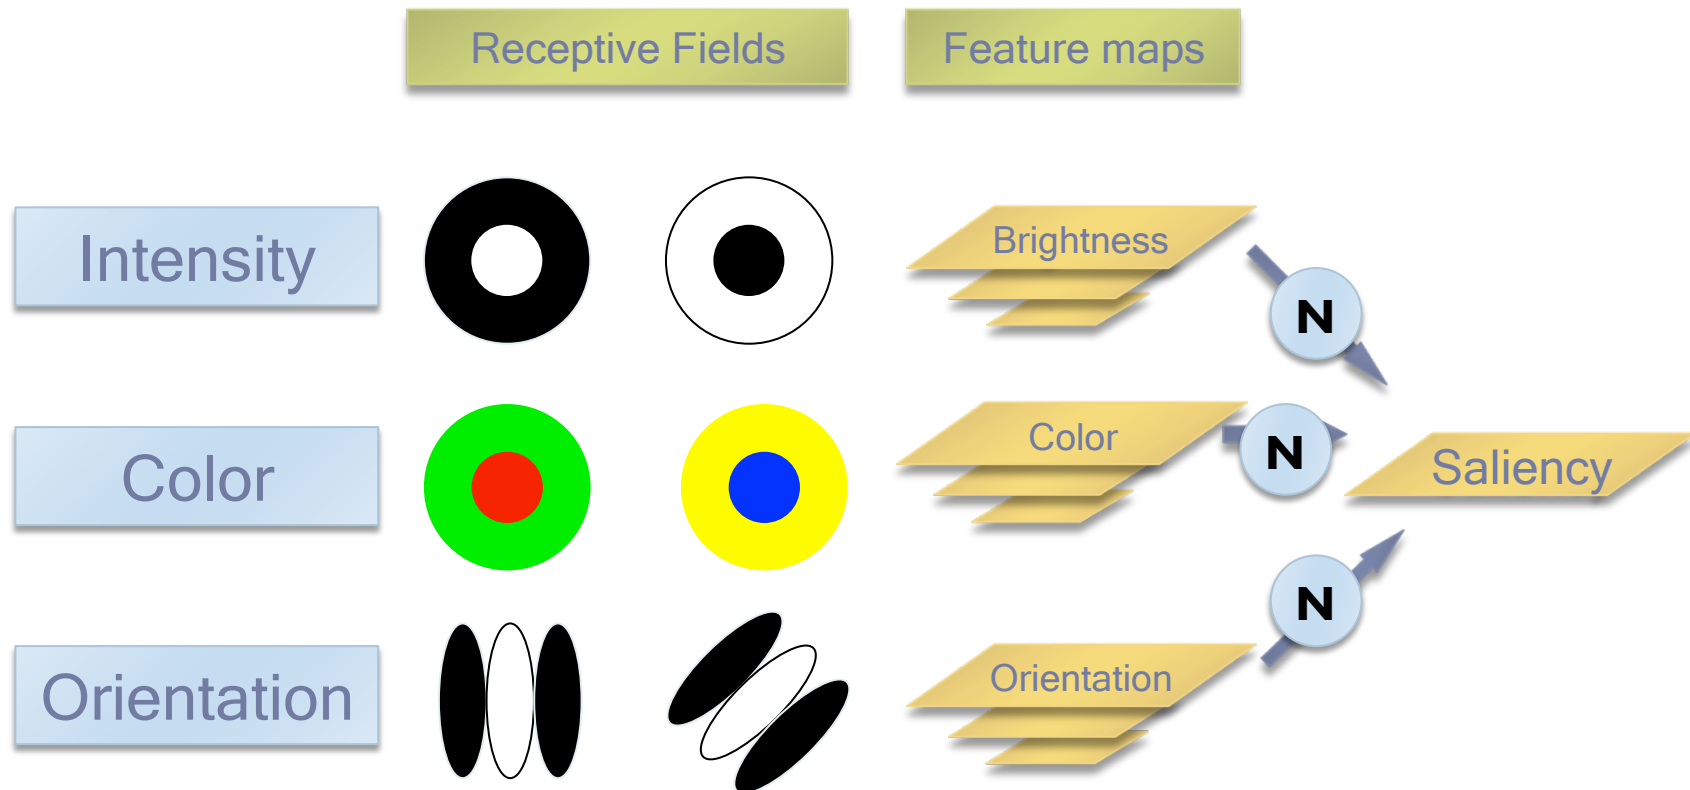 Receptive Fields
Feature maps
Intensity
Brightness
N
Color
Color
N
Saliency
Orientation
Orientation
N